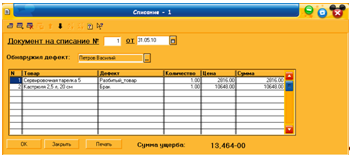 Списание - 1
Документ на списание № 1 от 31.05.10
Обнаружил дефект: Петров Василий
N Товар Дефект Количество Цена Сумма
1 Сервировочная тарелка 5 Разбитый_товар 1.00 2816.00 2816.00
2 Кастрюля 2,5 л, 20 см Брак 1.00 10648.00 10648.00
ОК Закрыть Печать Сумма ущерба: 13,464-00